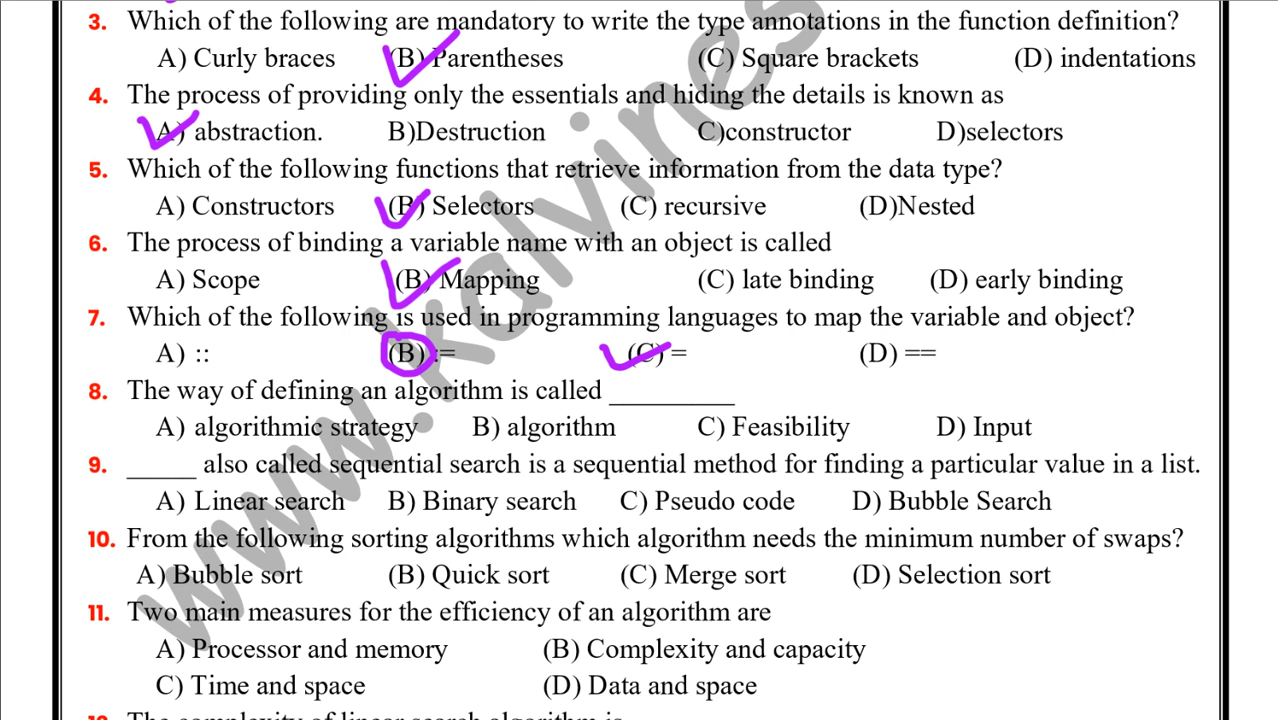 3. Which of the following are mandatory to write the type annotations in the function definition?
A) Curly braces (B) Parentheses (C) Square brackets (D) indentations
4. The process of providing only the essentials and hiding the details is known as
A) abstraction. B)Destruction C)constructor D)selectors
5. Which of the following functions that retrieve information from the data type?
A) Constructors (B) Selectors (C) recursive (D)Nested
6. The process of binding a variable name with an object is called
A) Scope (B) Mapping (C) late binding (D) early binding
7. Which of the following is used in programming languages to map the variable and object?
A) :: (B) := (C) = (D) ==
8. The way of defining an algorithm is called _________
A) algorithmic strategy B) algorithm C) Feasibility D) Input
9. _____ also called sequential search is a sequential method for finding a particular value in a list.
A) Linear search B) Binary search C) Pseudo code D) Bubble Search
10. From the following sorting algorithms which algorithm needs the minimum number of swaps?
A) Bubble sort (B) Quick sort (C) Merge sort (D) Selection sort
11. Two main measures for the efficiency of an algorithm are
A) Processor and memory (B) Complexity and capacity
C) Time and space (D) Data and space
12. The complexity of linear search algorithm is
www.kalvines